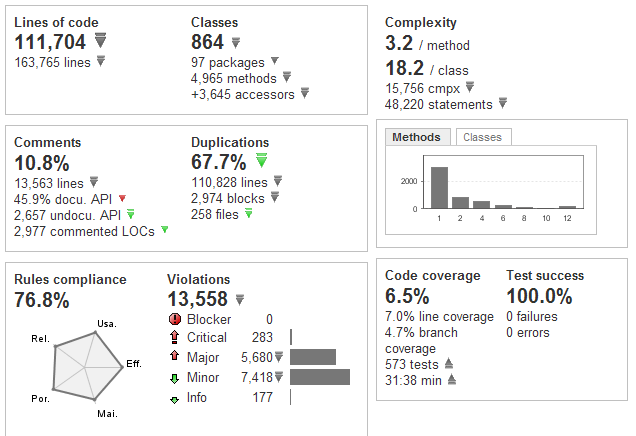 Lines of code
111,704
163,765 lines
Classes
864
97 packages
4,965 methods
+3,645 accessors
Complexity
3.2 / method
18.2 / class
15,756 cmpx
48,220 statements
Comments
10.8%
13,563 lines
45.9% docu. API
2,657 undocu. API
2,977 commented LOCs
Duplications
67.7%
110,828 lines
2,974 blocks
258 files
Methods Classes
2000
0
1 2 4 6 8 10 12
Rules compliance
76.8%
Usa.
Rel.
Eff.
Por.
Mai.
Violations
13,558
Blocker 0
Critical 283
Major 5,680
Minor 7,418
Info 177
Code coverage
6.5%
7.0% line coverage
4.7% branch
coverage
573 tests
31:38 min
Test success
100.0%
0 failures
0 errors